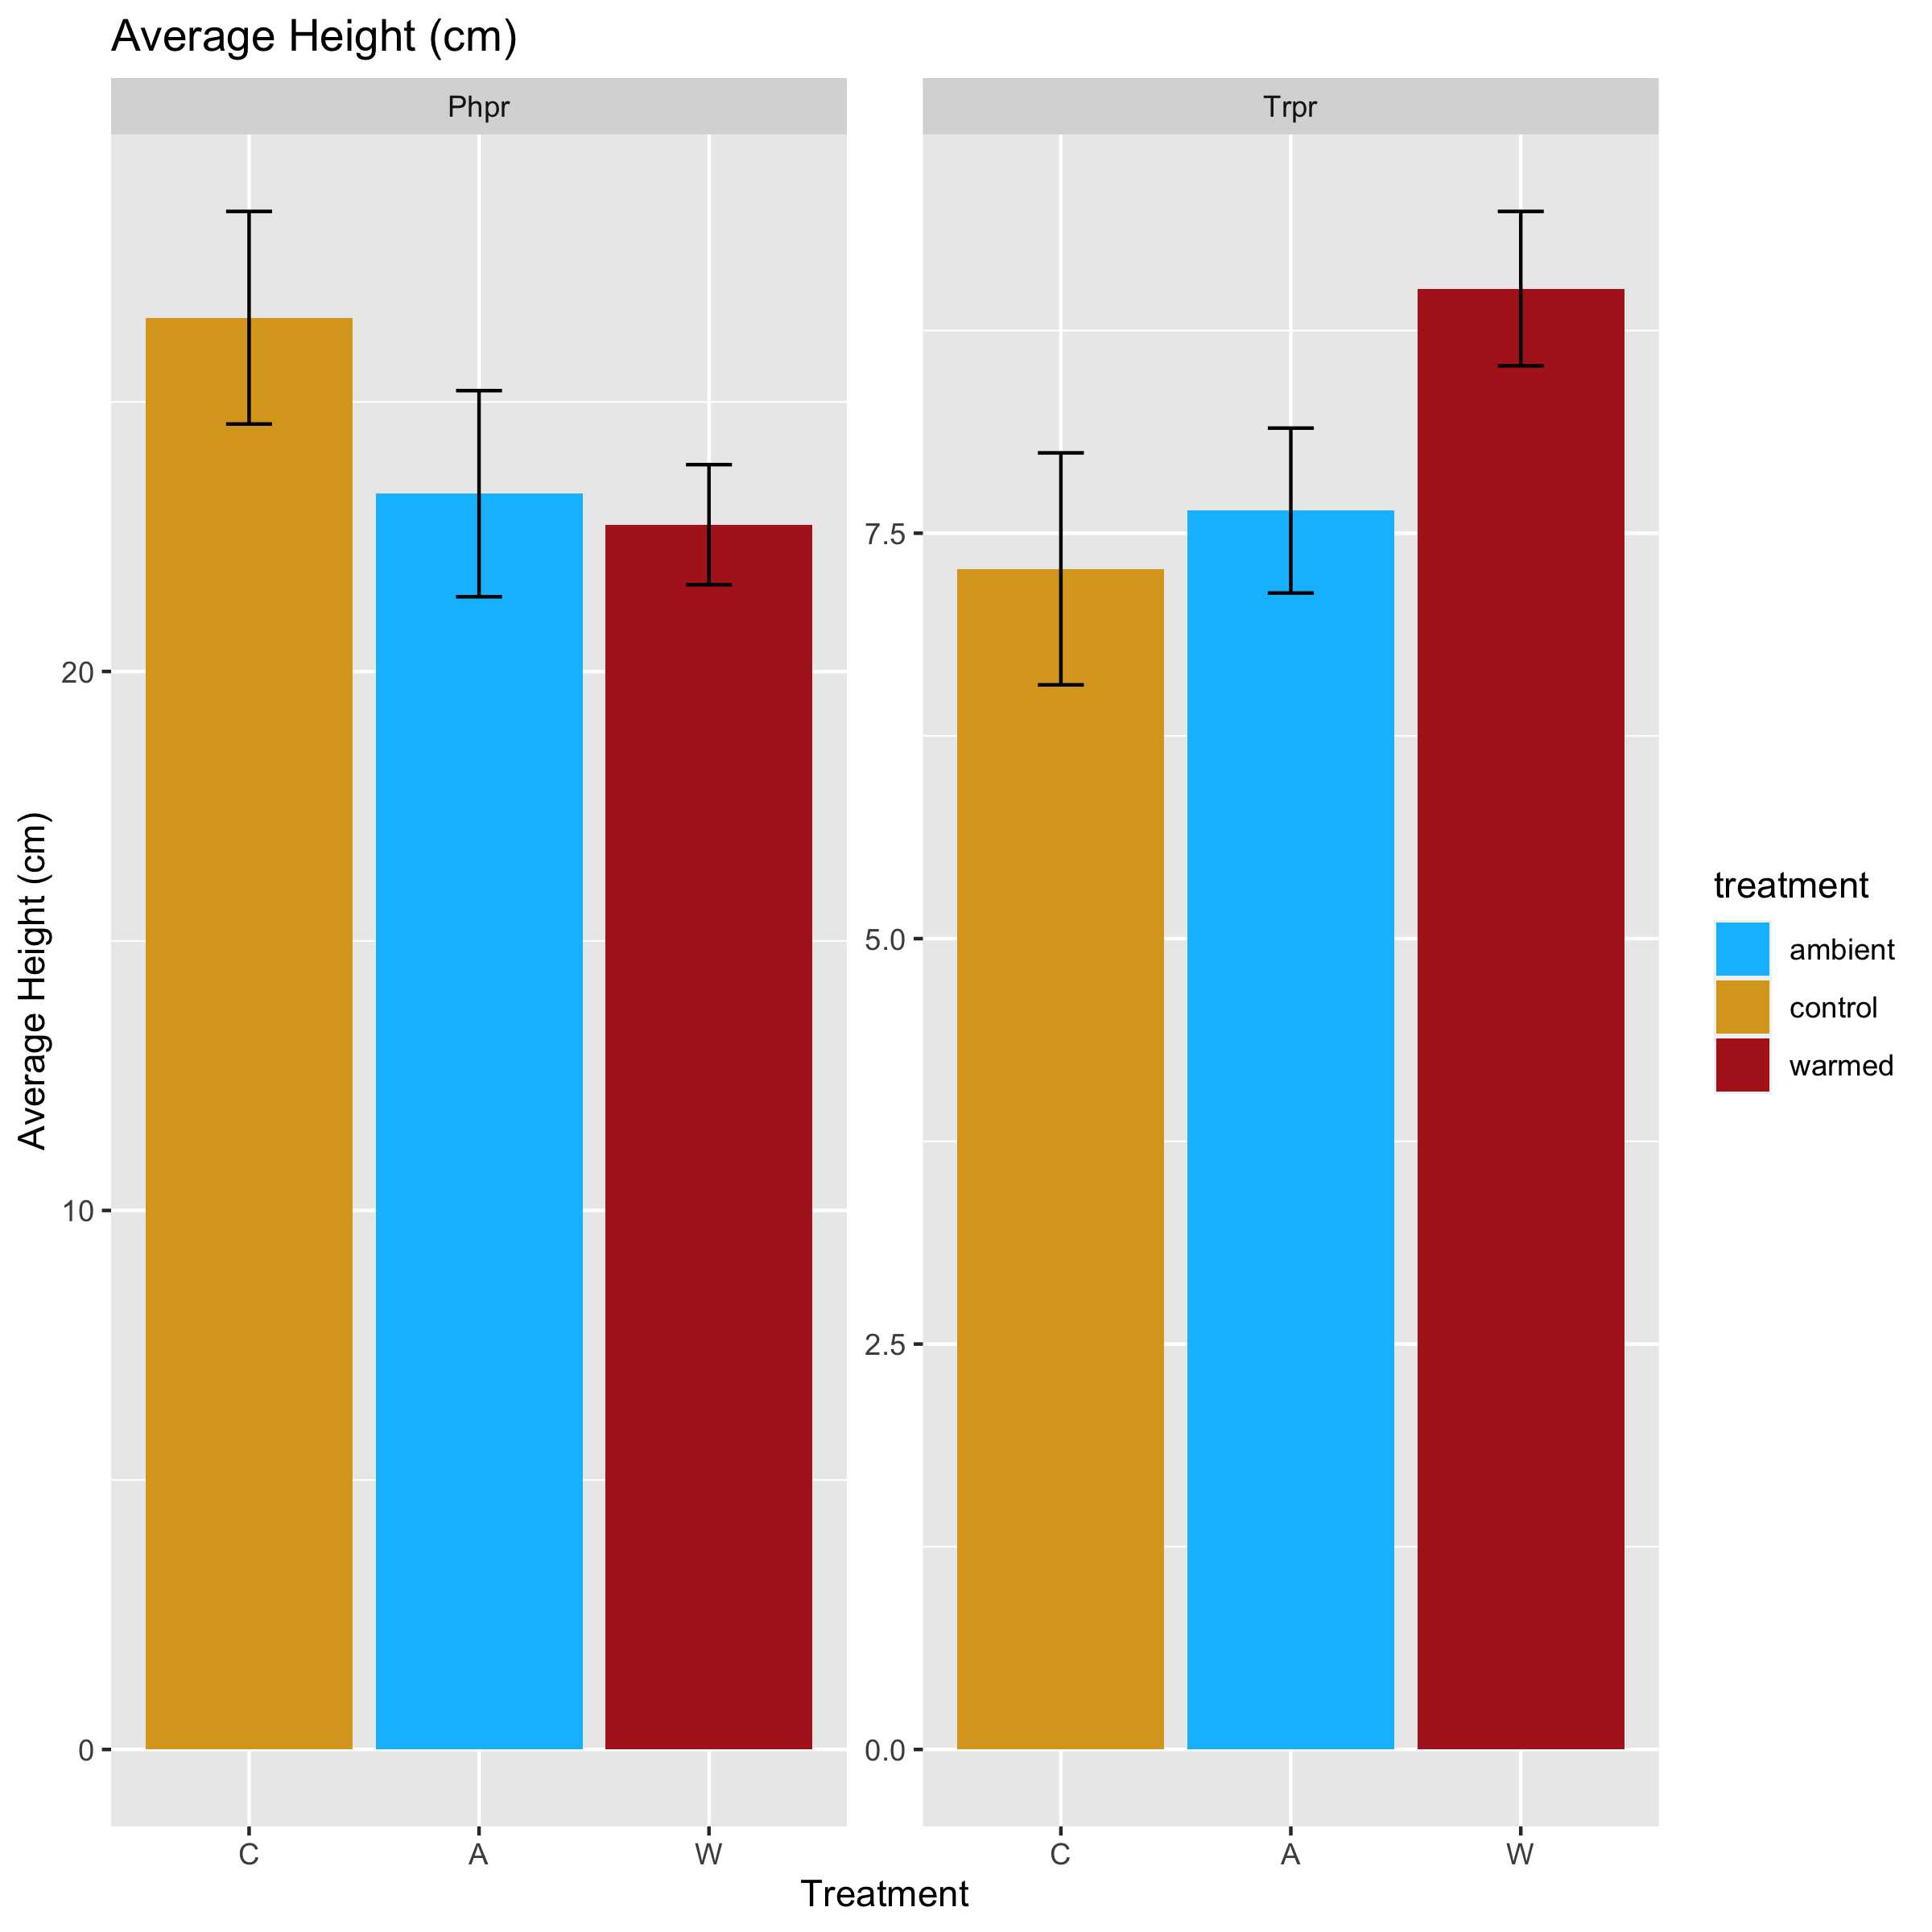 Average Height (cm)
Phpr
Trpr
Average Height (cm)
20
10
0
7.5
5.0
2.5
0.0
C A W
C A W
Treatment
treatment
ambient
control
warmed